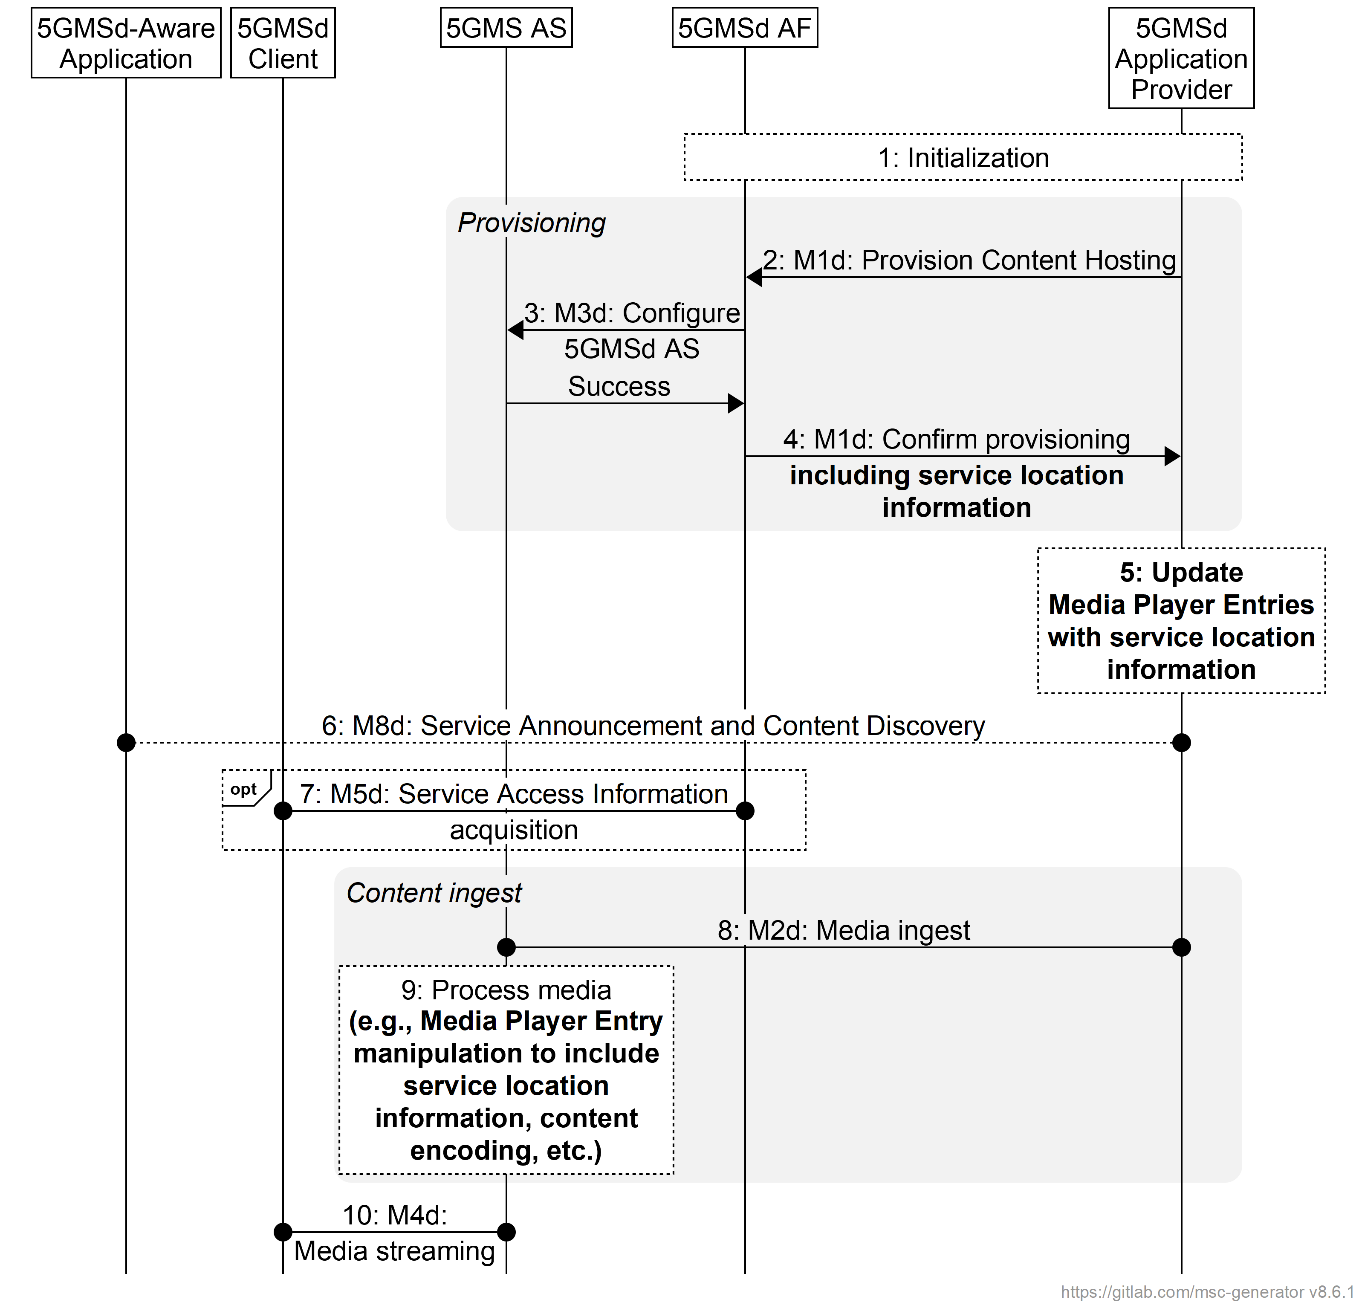 5GMSd-Aware
Application
5GMSd
Client
5GMS AS
5GMSd AF
5GMSd
Application
Provider
1: Initialization
Provisioning
2: M1d: Provision Content Hosting
3: M3d: Configure
5GMSd AS
Success
4: M1d: Confirm provisioning
including service location
information
5: Update
Media Player Entries
with service location
information
6: M8d: Service Announcement and Content Discovery
opt
7: M5d: Service Access Information
acquisition
Content ingest
8: M2d: Media ingest
9: Process media
(e.g., Media Player Entry
manipulation to include
service location
information, content
encoding, etc.)
10: M4d:
Media streaming
https://gitlab.com/msc-generator v8.6.1